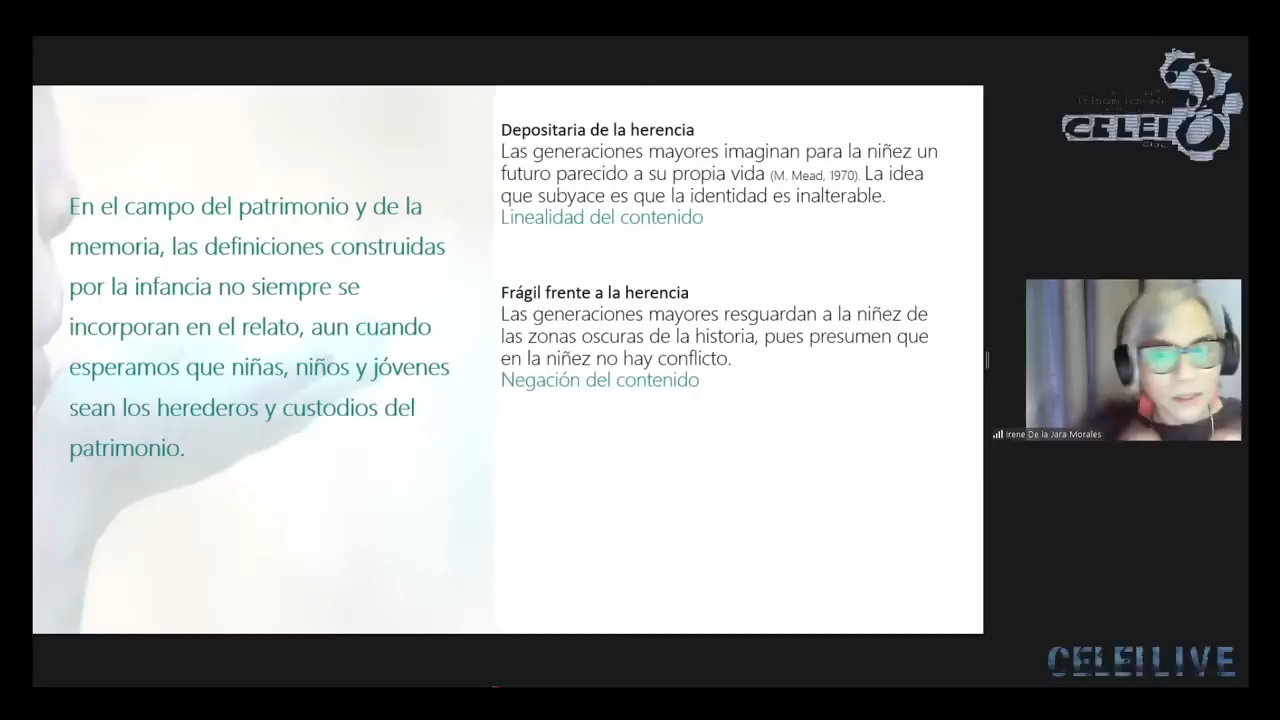 En el campo del patrimonio y de la
memoria, las definiciones construidas
por la infancia no siempre se
incorporan en el relato, aun cuando
esperamos que niñas, niños y jóvenes
sean los herederos y custodios del
patrimonio.
Depositaria de la herencia
Las generaciones mayores imaginan para la niñez un
futuro parecido a su propia vida (M. Mead, 1970). La idea
que subyace es que la identidad es inalterable.
Linealidad del contenido
Frágil frente a la herencia
Las generaciones mayores resguardan a la niñez de
las zonas oscuras de la historia, pues presumen que
en la niñez no hay conflicto.
Negación del contenido
CELEI
Irene De la Jara Morales
CELEI LIVE